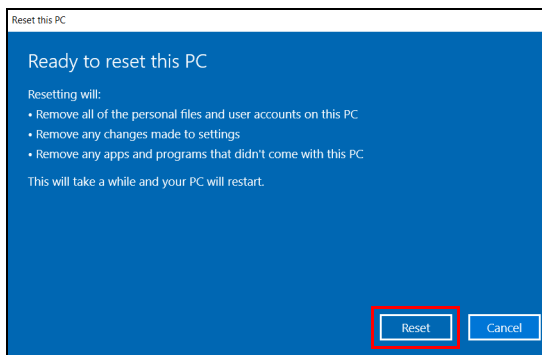 Reset this PC
Ready to reset this PC
Resetting will:
• Remove all of the personal files and user accounts on this PC
• Remove any changes made to settings
• Remove any apps and programs that didn't come with this PC
This will take a while and your PC will restart.
Reset Cancel